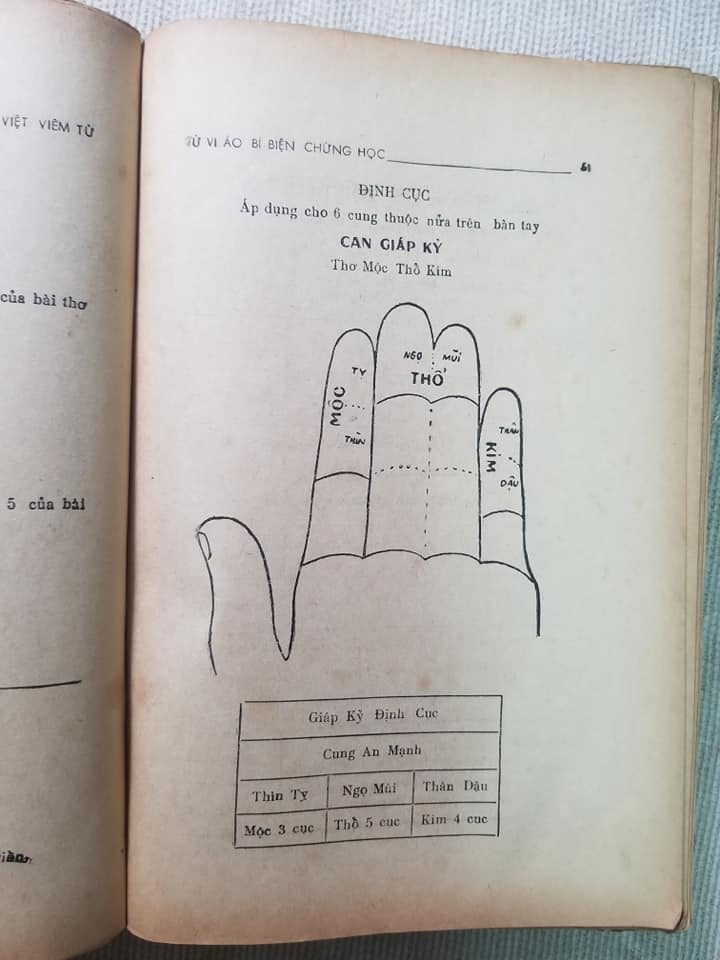 VIỆT VIÊM TỬ
của bài thơ
5 của bài
TỬ VI ÁO BÍ BIỆN CHỨNG HỌC
ĐỊNH CỤC
Áp dụng cho 6 cung thuộc nửa trên bàn tay
CAN GIÁP KỶ
Thơ Mộc Thổ Kim
NGỌ MÙI
THỔ
TỴ
MỘC
THÌN
THÂN
KIM
DẬU
Giáp Kỷ Định Cục
Cung An Mạnh
Thìn Tỵ Ngọ Mùi Thân Dậu
Mộc 3 cục Thổ 5 cục Kim 4 cục